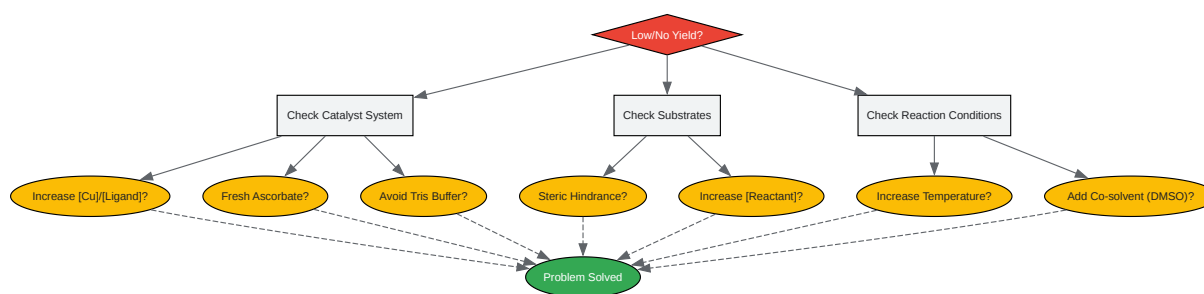 Low/No Yield?
Check Catalyst System
Check Substrates
Check Reaction Conditions
Increase [Cu]/[Ligand]?
Fresh Ascorbate?
Avoid Tris Buffer?
Steric Hindrance?
Increase [Reactant]?
Increase Temperature?
Add Co-solvent (DMSO)?
Problem Solved